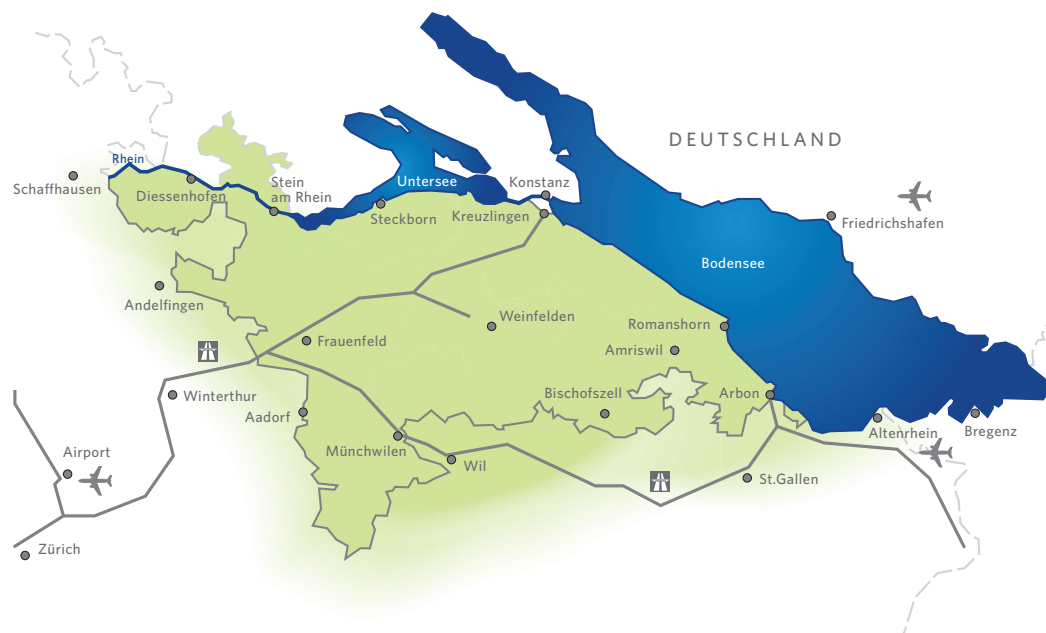 DEUTSCHLAND
Rhein
Schaffhausen
Diessenhofen
Stein
am Rhein
Untersee
Konstanz
Steckborn
Kreuzlingen
Friedrichshafen
Bodensee
Andelfingen
Weinfelden
Romanshorn
Frauenfeld
Amriswil
Winterthur
Bischofszell
Arbon
Aadorf
Altenrhein
Bregenz
Münchwilen
Airport
Wil
St.Gallen
Zürich